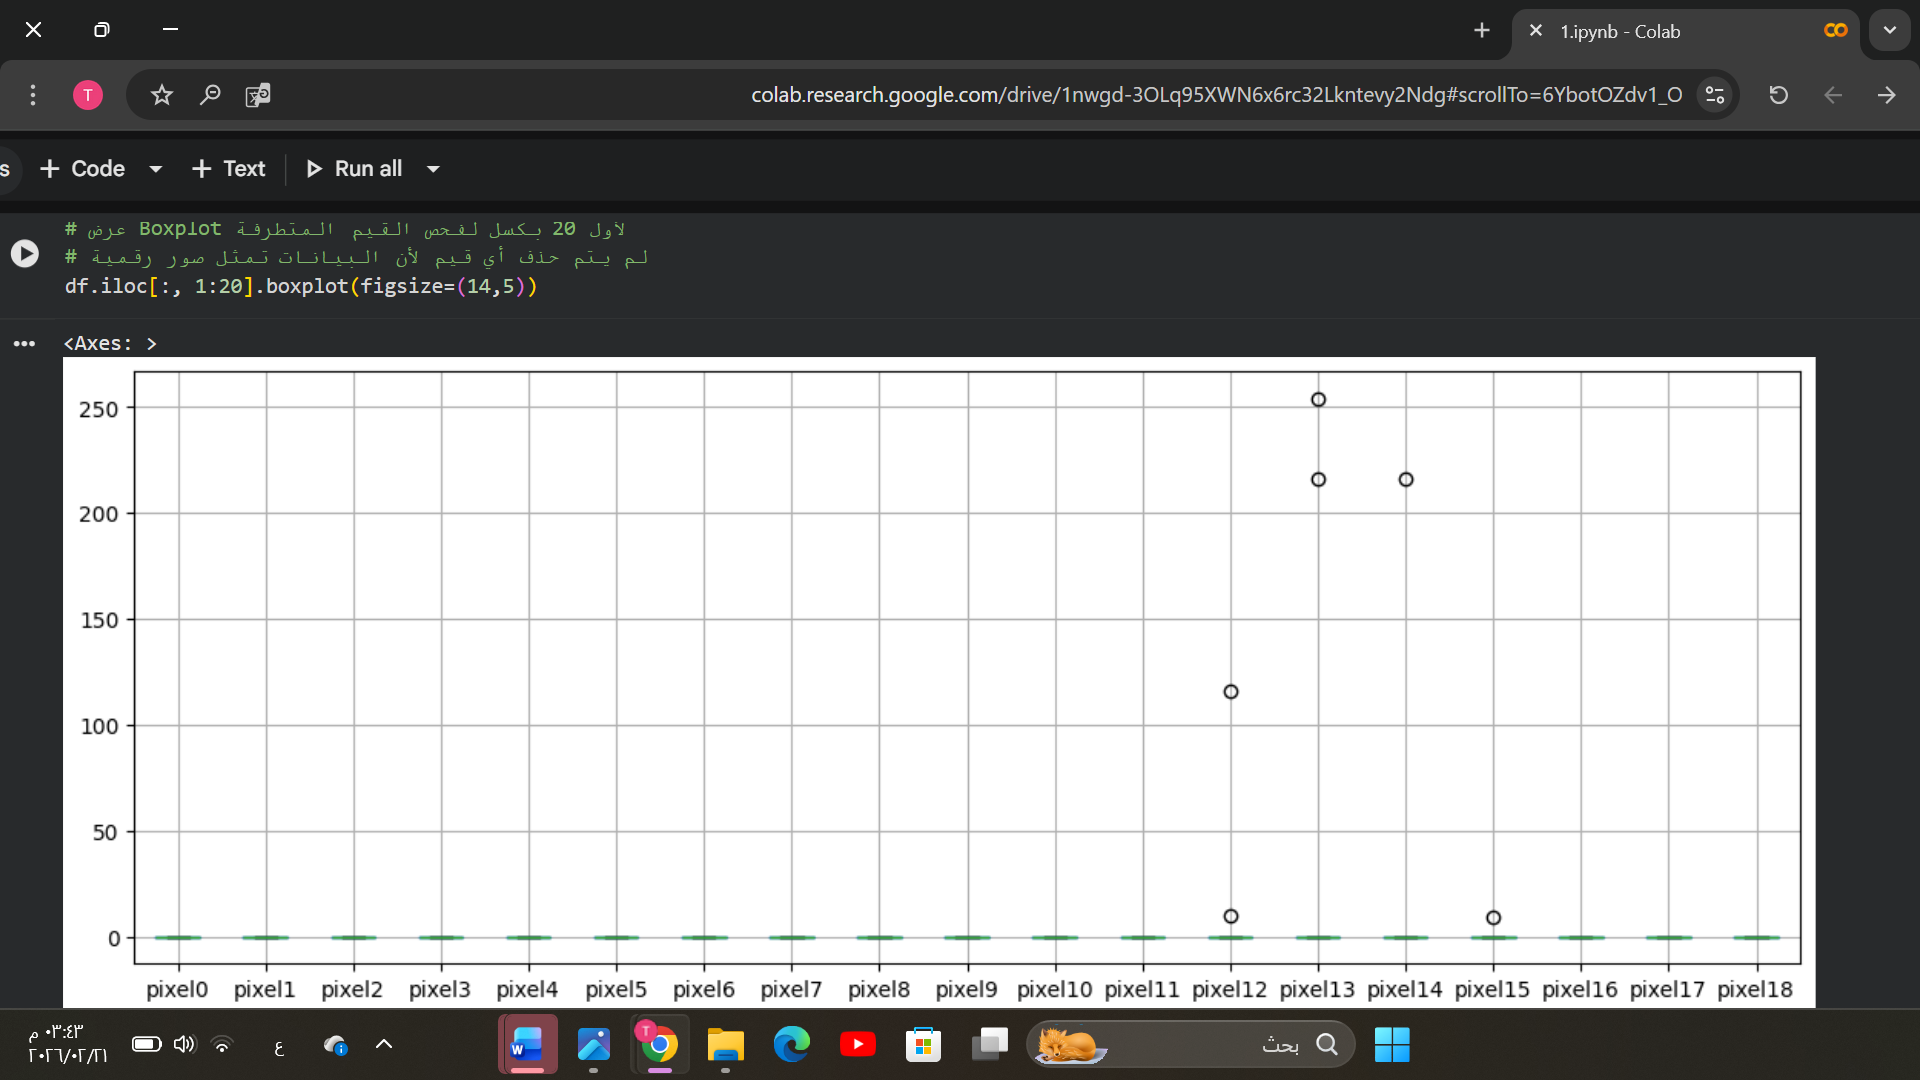 1.ipynb - Colab
T
colab.research.google.com/drive/1nwgd-3OLq95XWN6x6rc32Lkntevy2Ndg#scrollTo=6YbotOZdv1_O
s + Code + Text Run all
# عرض Boxplot لأول 20 بكسل لفحص القيم المتطرفة
# لم يتم حذف أي قيم لأن البيانات تمثل صور رقمية
df.iloc[:, 1:20].boxplot(figsize=(14,5))
<Axes: >
250
200
150
100
50
0
pixel0 pixel1 pixel2 pixel3 pixel4 pixel5 pixel6 pixel7 pixel8 pixel9 pixel10 pixel11 pixel12 pixel13 pixel14 pixel15 pixel16 pixel17 pixel18
٠٣:٤٣ م
٢٠٢٦/٠٢/٢١
ع
W
T
بحث